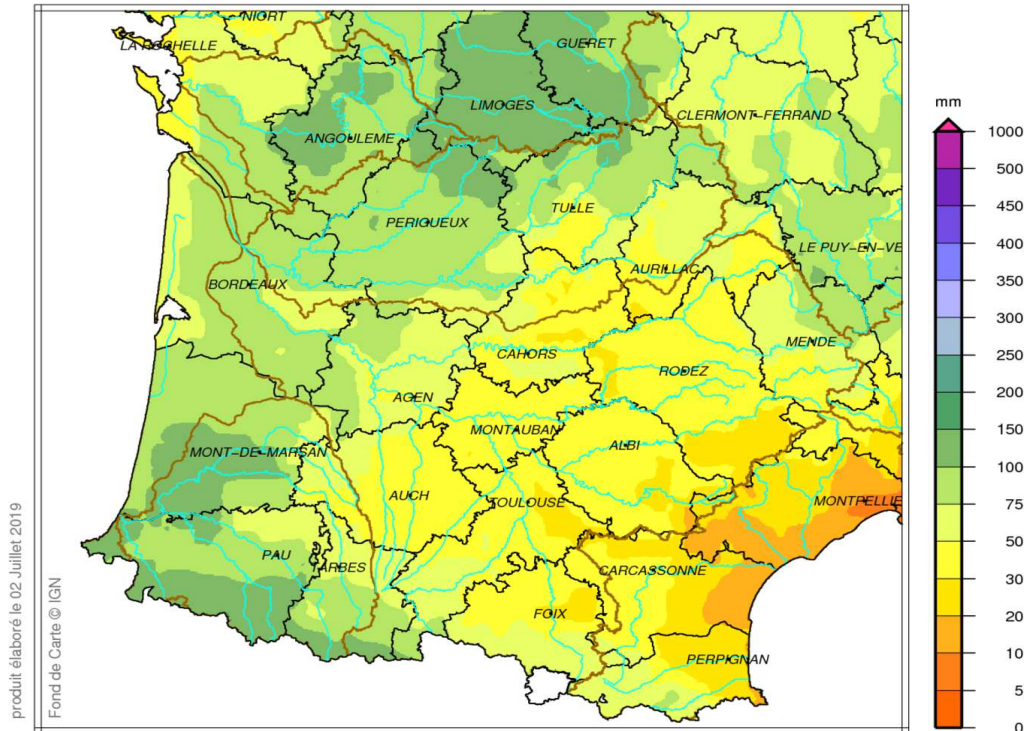 NIORT
LA ROCHELLE
GUERET
LIMOGES
CLERMONT-FERRAND
ANGOULEME
TULLE
PERIGUEUX
LE PUY-EN-VE
AURILLAC
BORDEAUX
MENDE
CAHORS
RODEZ
AGEN
MONTAUBAN
ALBI
MONT-DE-MARSAN
AUCH
TOULOUSE
MONTPELLIE
PAU
TARBES
CARCASSONNE
FOIX
PERPIGNAN
mm
1000
500
450
400
350
300
250
200
150
100
75
50
30
20
10
5
0
produit élaboré le 02 Juillet 2019
Fond de Carte © IGN